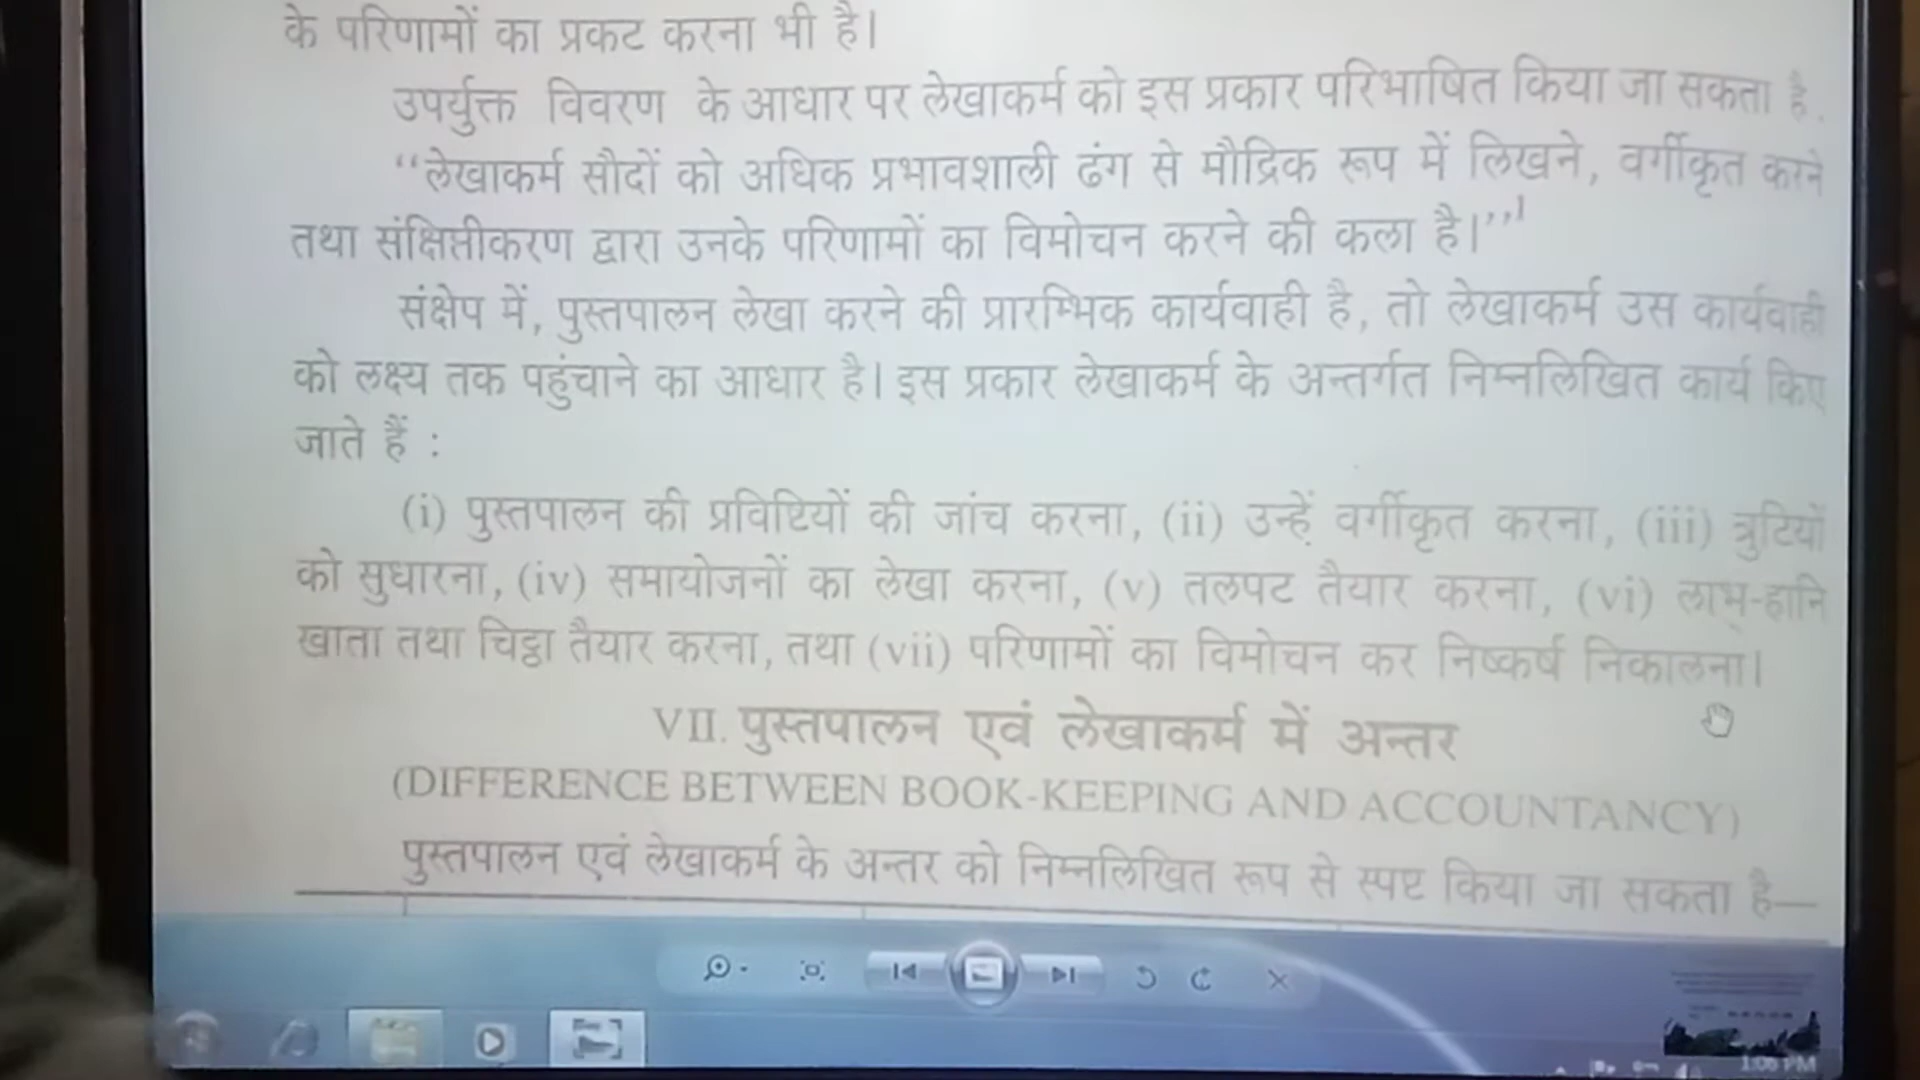 के परिणामों का प्रकट करना भी है।
उपर्युक्त विवरण के आधार पर लेखाकर्म को इस प्रकार परिभाषित किया जा सकता है.
‘‘लेखाकर्म सौदों को अधिक प्रभावशाली ढंग से मौद्रिक रूप में लिखने, वर्गीकृत करने
तथा संक्षिप्तीकरण द्वारा उनके परिणामों का विमोचन करने की कला है।’’1
संक्षेप में, पुस्तपालन लेखा करने की प्रारम्भिक कार्यवाही है, तो लेखाकर्म उस कार्यवाही
को लक्ष्य तक पहुंचाने का आधार है। इस प्रकार लेखाकर्म के अन्तर्गत निम्नलिखित कार्य किए
जाते हैं :
(i) पुस्तपालन की प्रविष्टियों की जांच करना, (ii) उन्हें वर्गीकृत करना, (iii) त्रुटियों
को सुधारना, (iv) समायोजनों का लेखा करना, (v) तलपट तैयार करना, (vi) लाभ-हानि
खाता तथा चिट्ठा तैयार करना, तथा (vii) परिणामों का विमोचन कर निष्कर्ष निकालना।
VII. पुस्तपालन एवं लेखाकर्म में अन्तर
(DIFFERENCE BETWEEN BOOK-KEEPING AND ACCOUNTANCY)
पुस्तपालन एवं लेखाकर्म के अन्तर को निम्नलिखित रूप से स्पष्ट किया जा सकता है—
1:06 PM